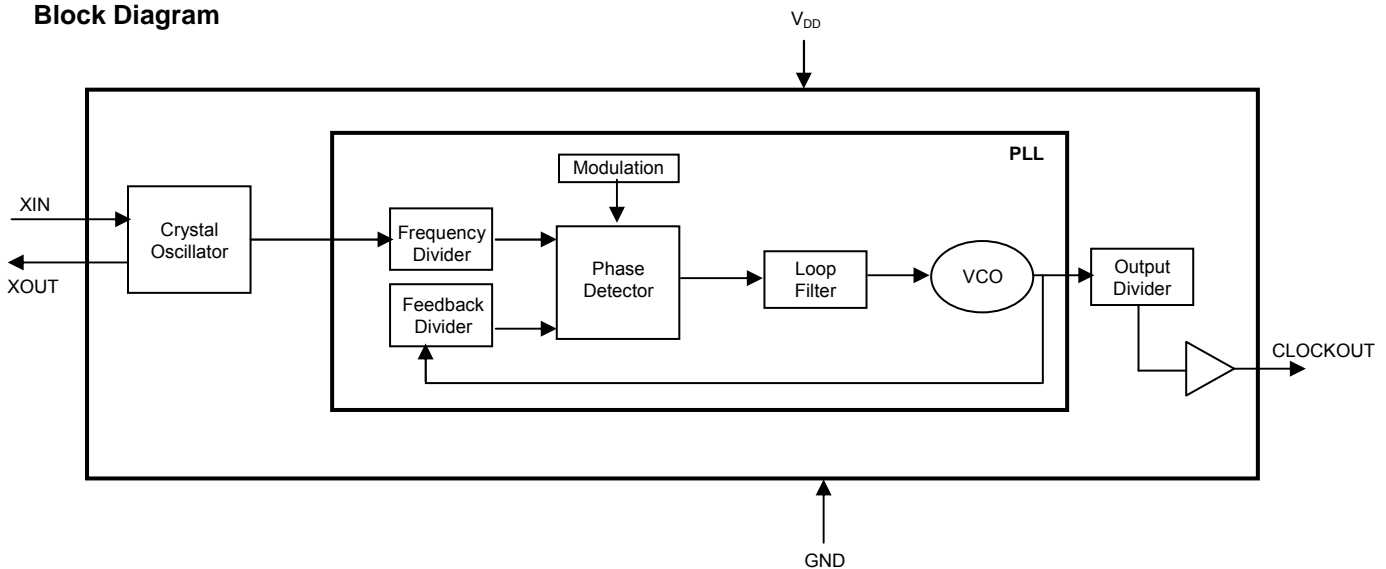 Block Diagram
VDD
PLL
Modulation
XIN
XOUT
Crystal
Oscillator
Frequency
Divider
Feedback
Divider
Phase
Detector
Loop
Filter
VCO
Output
Divider
CLOCKOUT
GND